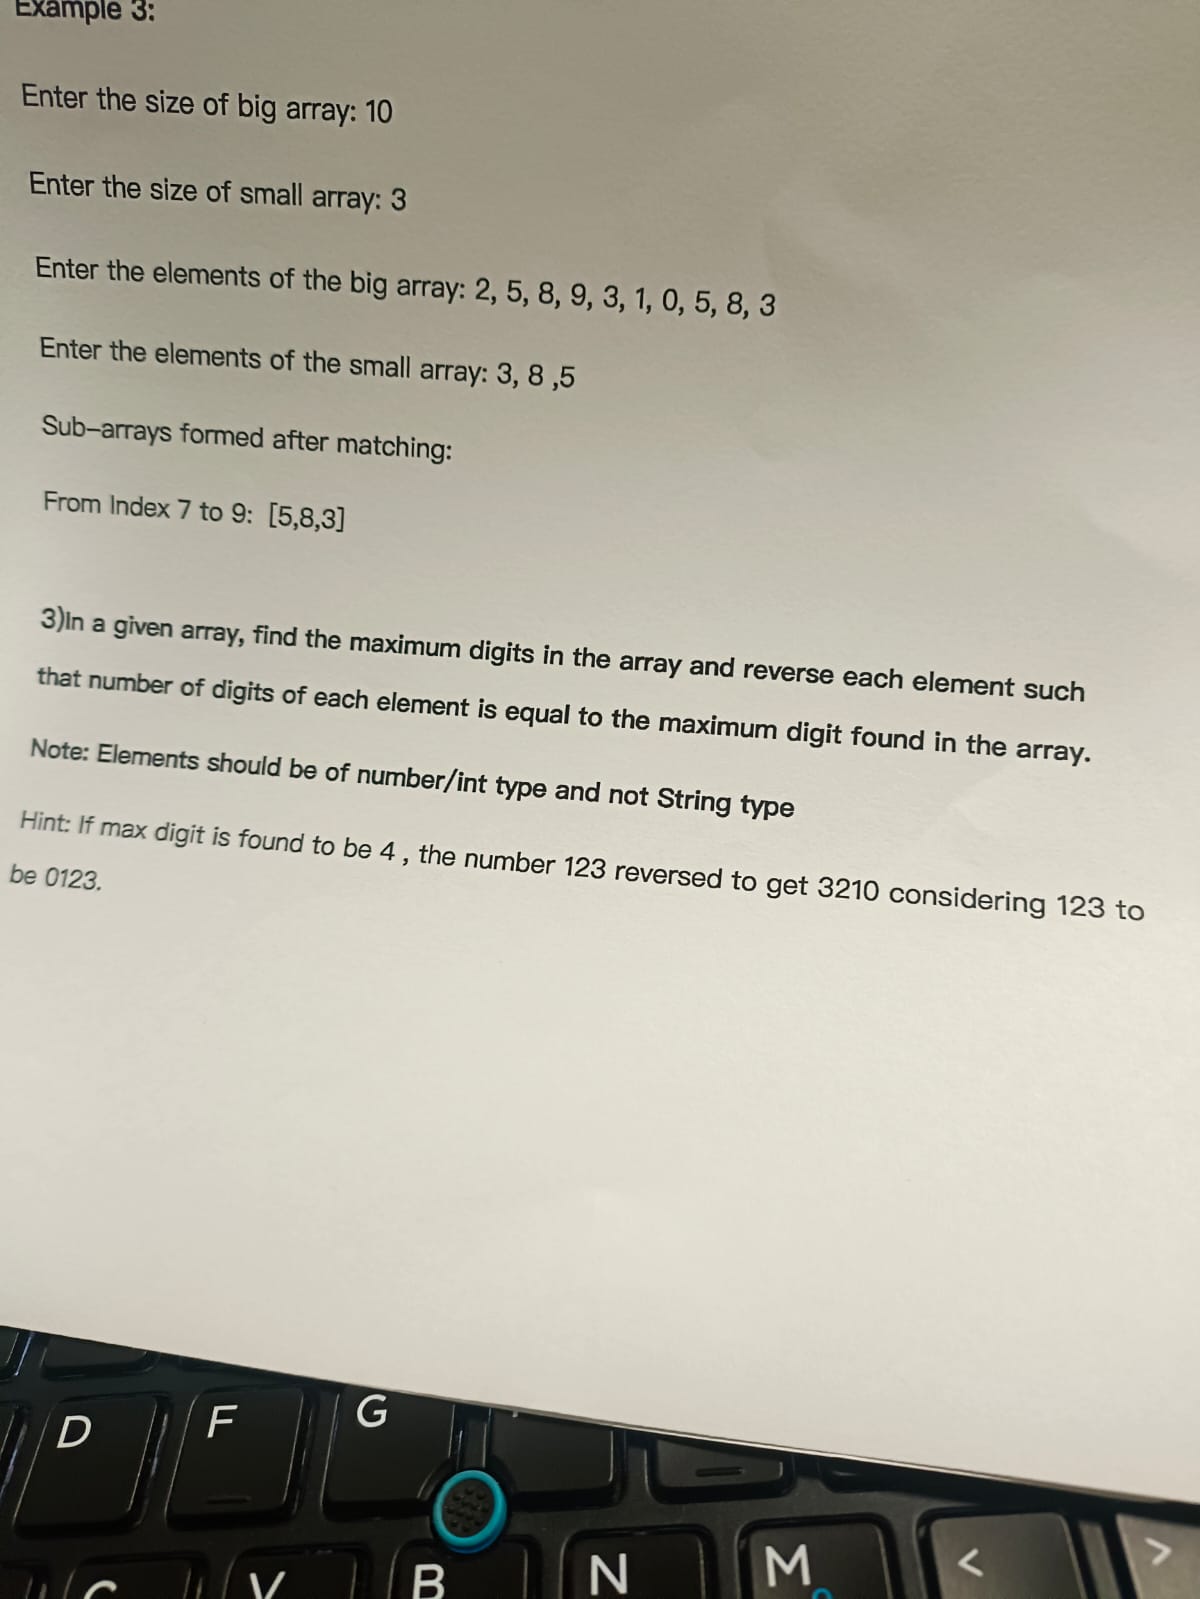 Example 3:
Enter the size of big array: 10
Enter the size of small array: 3
Enter the elements of the big array: 2, 5, 8, 9, 3, 1, 0, 5, 8, 3
Enter the elements of the small array: 3, 8 ,5
Sub-arrays formed after matching:
From Index 7 to 9: [5,8,3]
3)In a given array, find the maximum digits in the array and reverse each element such
that number of digits of each element is equal to the maximum digit found in the array.
Note: Elements should be of number/int type and not String type
Hint: If max digit is found to be 4 , the number 123 reversed to get 3210 considering 123 to
be 0123.
D F G
C V B N M < >